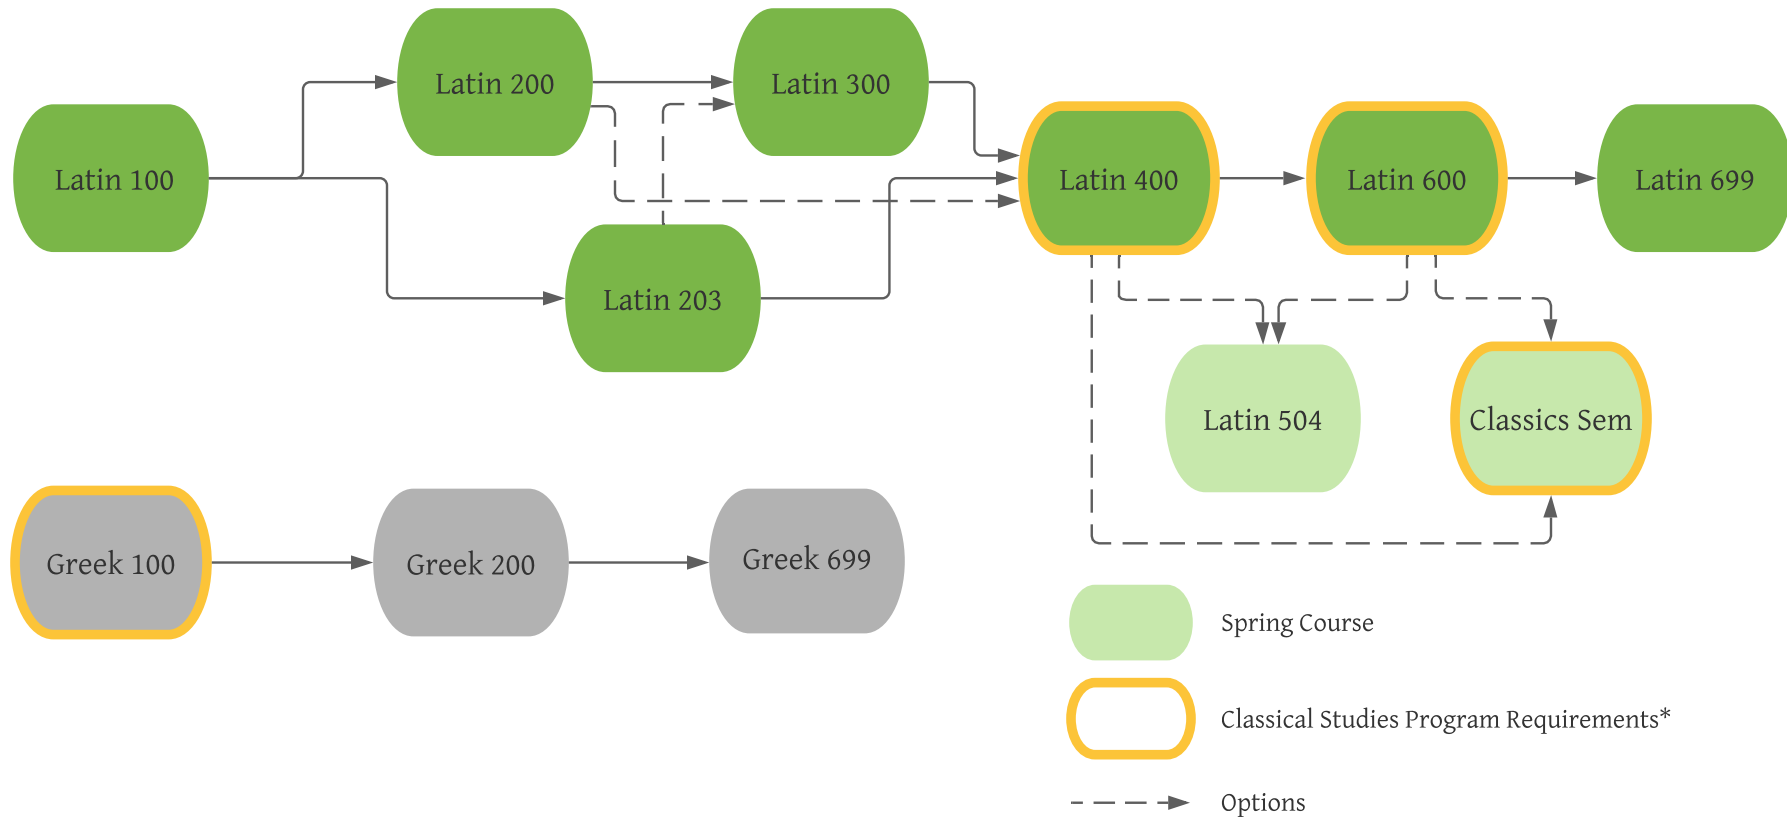 Latin 100
Latin 200
Latin 300
Latin 203
Latin 400
Latin 600
Latin 699
Latin 504
Classics Sem
Greek 100
Greek 200
Greek 699
Spring Course
Classical Studies Program Requirements*
Options